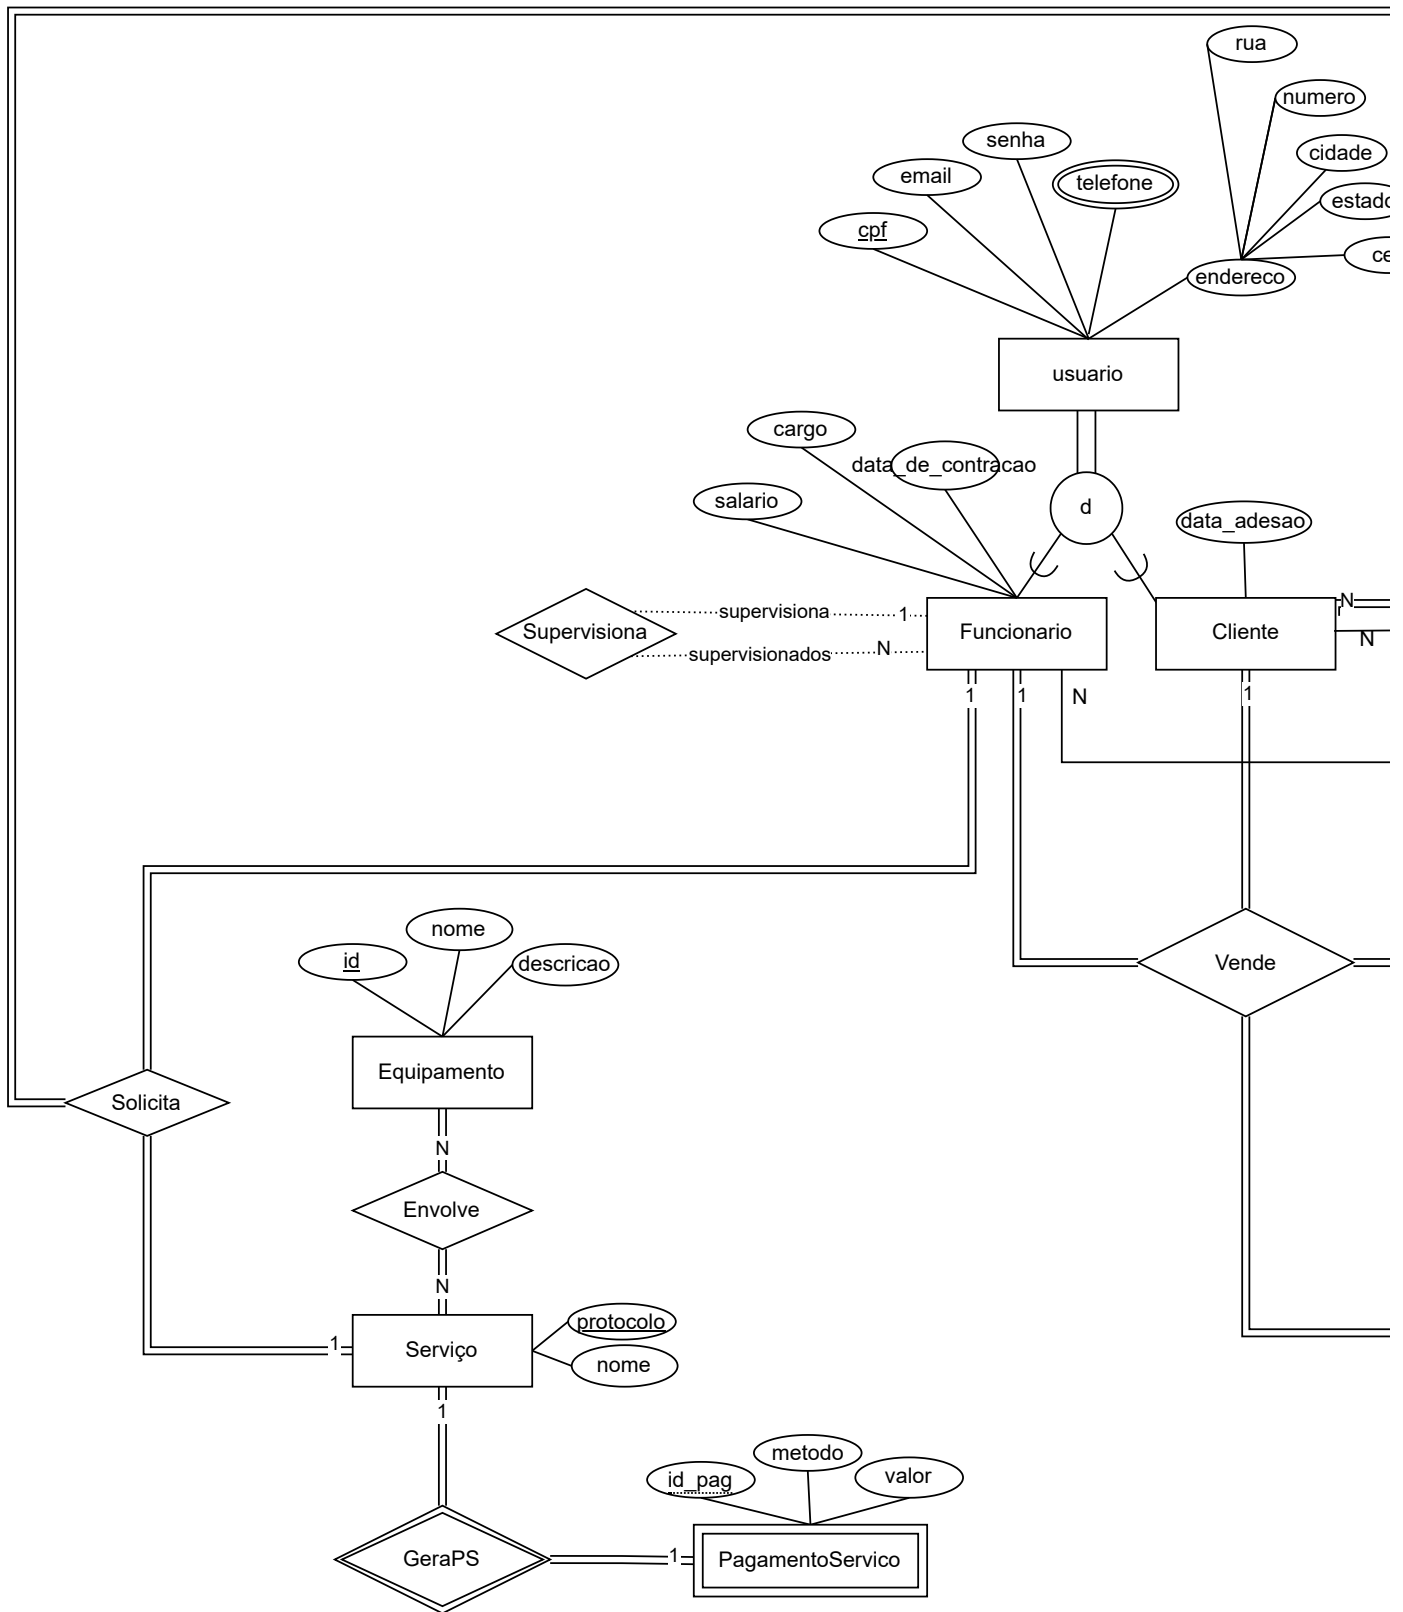 rua
numero
senha
cidade
email
telefone
cpf
endereco
usuario
cargo
data_de_contracao
salario
d
data_adesao
N
supervisiona
1
Supervisiona
Funcionario
Cliente
N
supervisionados
N
1
1
N
1
nome
id
descricao
Vende
Equipamento
Solicita
N
Envolve
N
protocolo
1
Serviço
nome
1
metodo
id_pag
valor
GeraPS
1
PagamentoServico